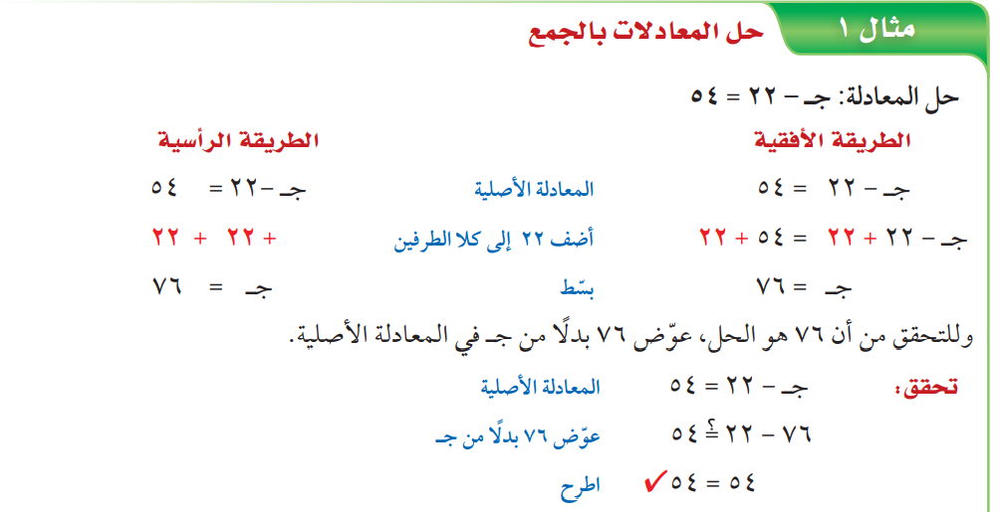 مثال ١
حل المعادلات بالجمع
حل المعادلة: جـ – ٢٢ = ٥٤
الطريقة الأفقية
الطريقة الرأسية
جـ – ٢٢ = ٥٤ المعادلة الأصلية جـ –٢٢ = ٥٤
جـ – ٢٢ + ٢٢ = ٥٤ + ٢٢ أضف ٢٢ إلى كلا الطرفين + ٢٢ + ٢٢
جـ = ٧٦ بسّط جـ = ٧٦
وللتحقق من أن ٧٦ هو الحل، عوّض ٧٦ بدلًا من جـ في المعادلة الأصلية.
تحقق: جـ – ٢٢ = ٥٤ المعادلة الأصلية
٧٦ – ٢٢ ≟ ٥٤ عوّض ٧٦ بدلًا من جـ
٥٤ = ٥٤ ✓ اطرح